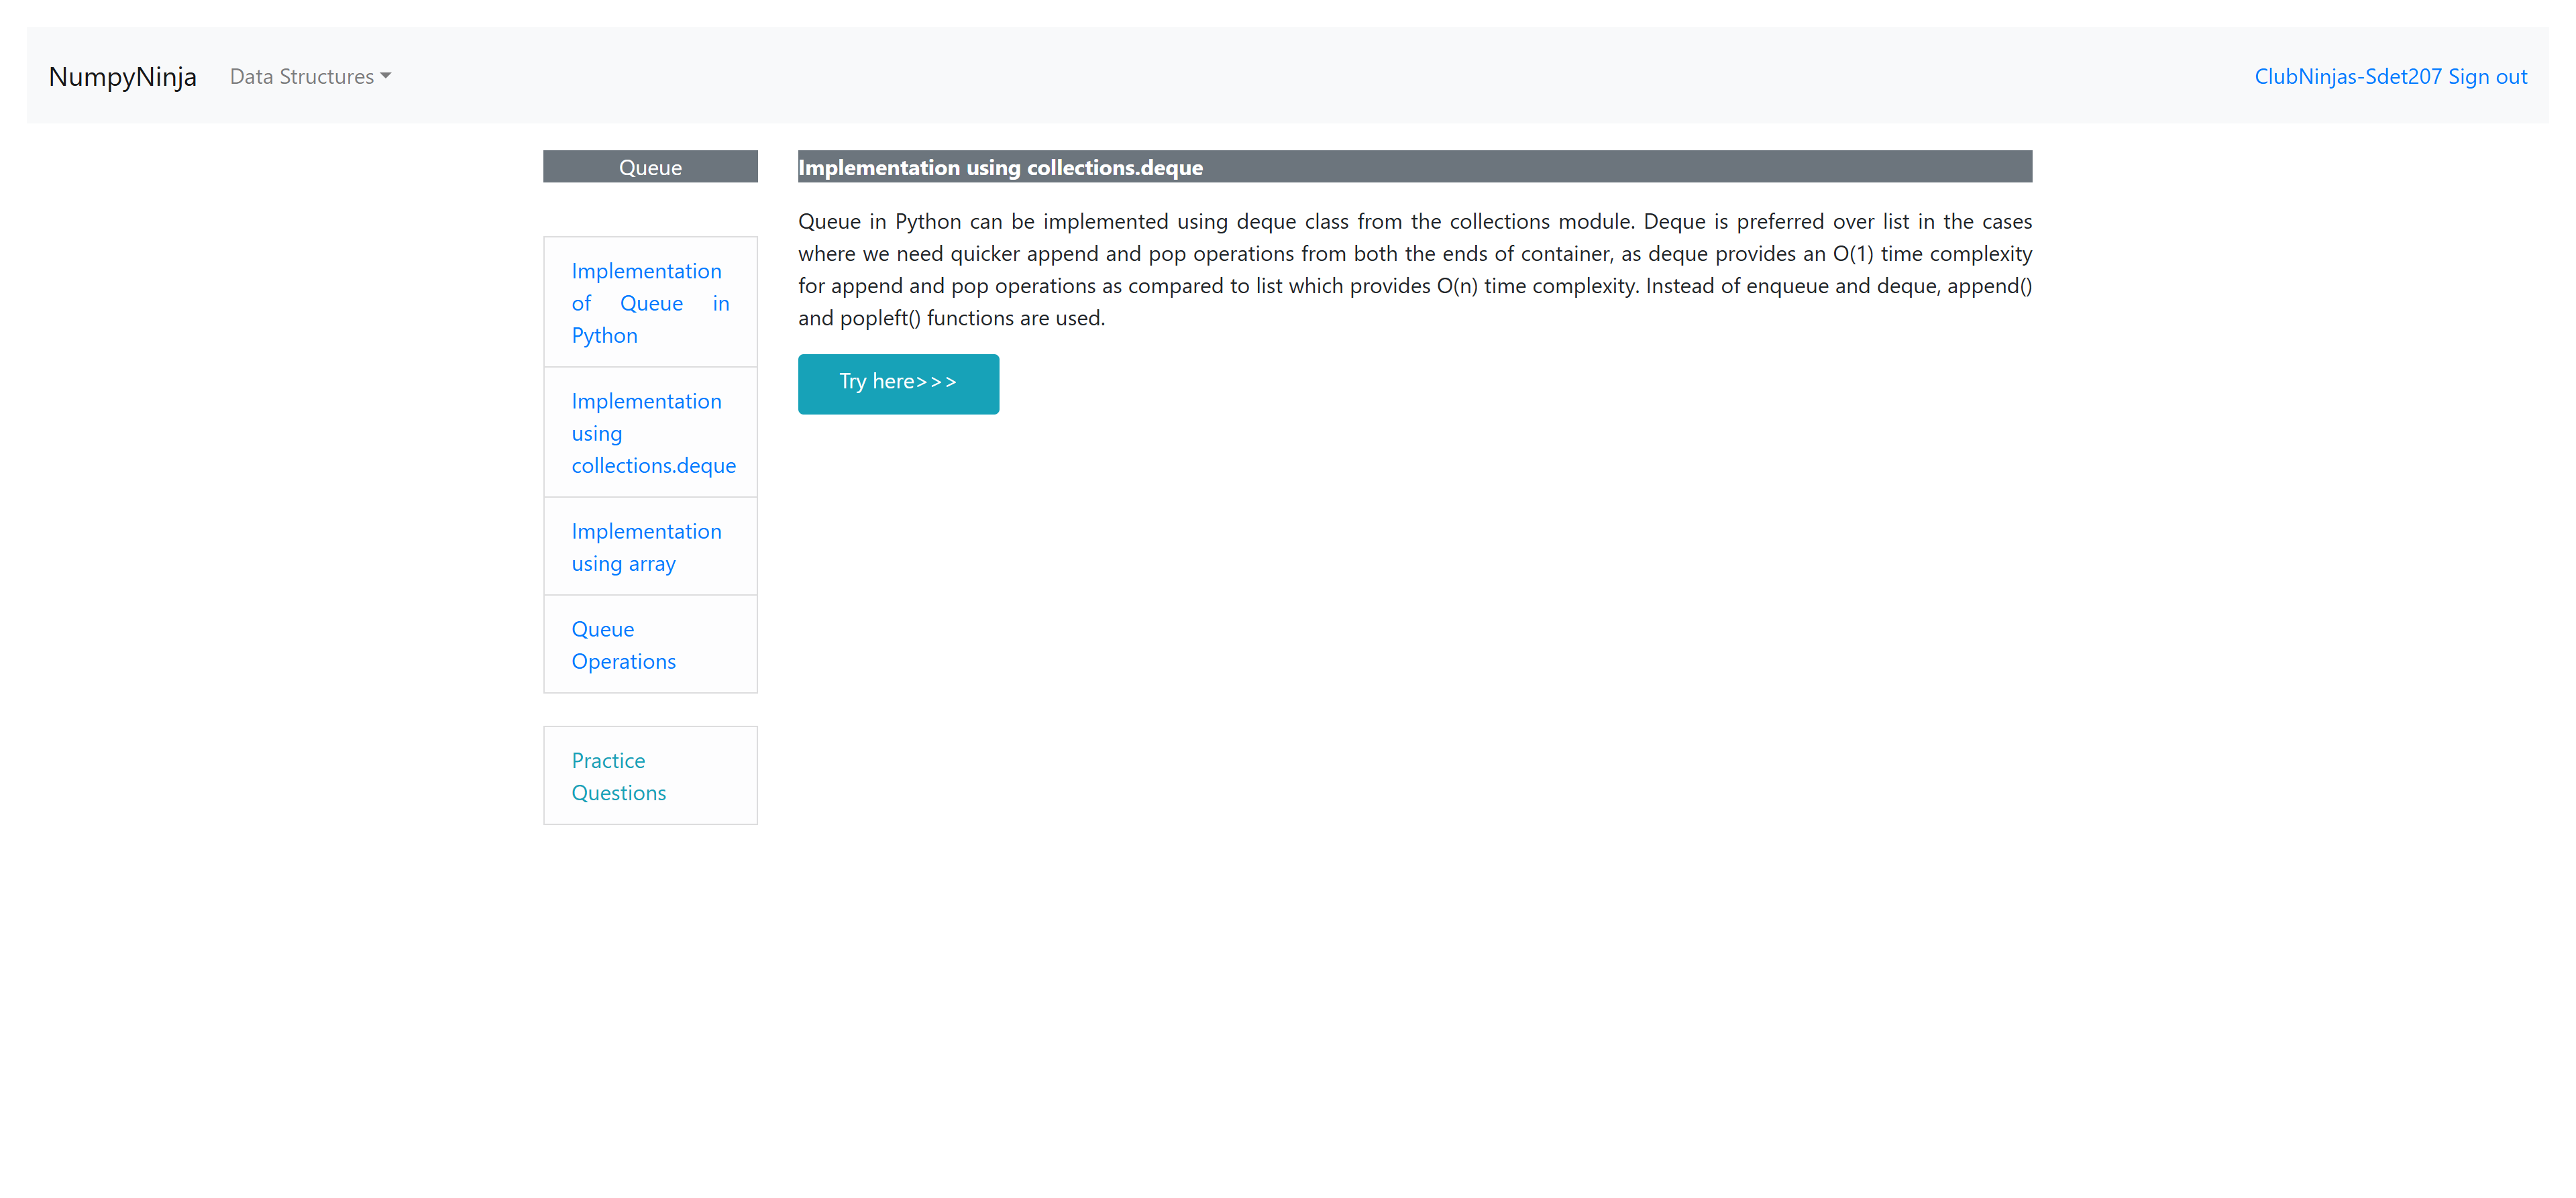 NumpyNinja Data Structures ClubNinjas-Sdet207 Sign out
Queue
Implementation
of Queue in
Python
Implementation
using
collections.deque
Implementation
using array
Queue
Operations
Practice
Questions
Implementation using collections.deque
Queue in Python can be implemented using deque class from the collections module. Deque is preferred over list in the cases
where we need quicker append and pop operations from both the ends of container, as deque provides an O(1) time complexity
for append and pop operations as compared to list which provides O(n) time complexity. Instead of enqueue and deque, append()
and popleft() functions are used.
Try here>>>